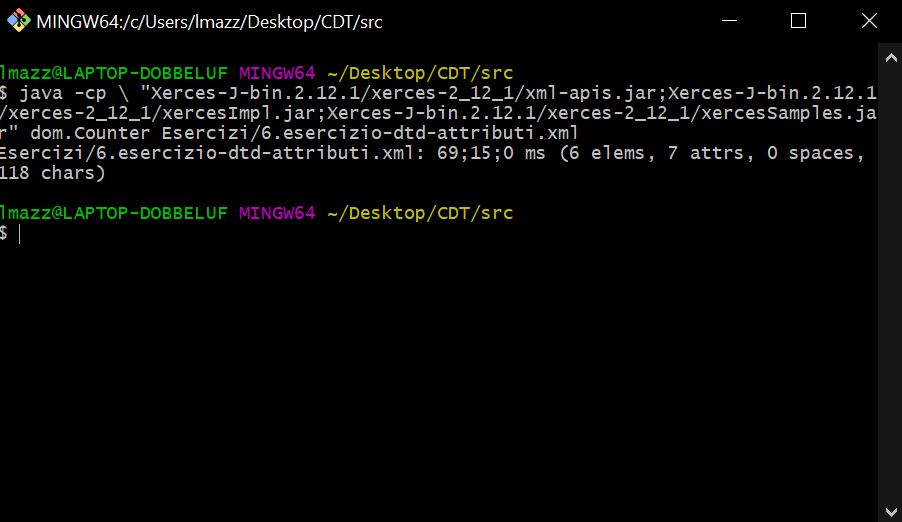 MINGW64:/c/Users/lmazz/Desktop/CDT/src
lmazz@LAPTOP-DOBBELUF MINGW64 ~/Desktop/CDT/src
$ java -cp \ "Xerces-J-bin.2.12.1/xerces-2_12_1/xml-apis.jar;Xerces-J-bin.2.12.1
/xerces-2_12_1/xercesImpl.jar;Xerces-J-bin.2.12.1/xerces-2_12_1/xercesSamples.ja
r" dom.Counter Esercizi/6.esercizio-dtd-attributi.xml
Esercizi/6.esercizio-dtd-attributi.xml: 69;15;0 ms (6 elems, 7 attrs, 0 spaces,
118 chars)
lmazz@LAPTOP-DOBBELUF MINGW64 ~/Desktop/CDT/src
$